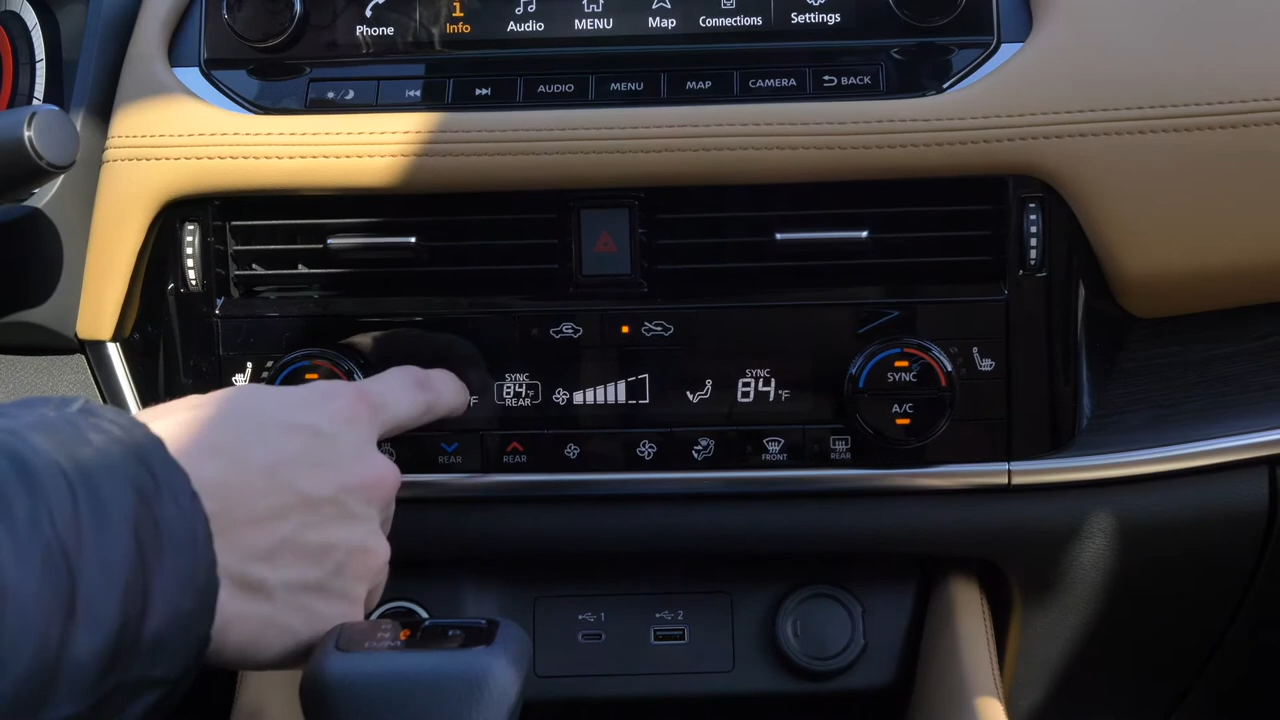 Phone
Info
Audio
MENU
Map
Connections
Settings
AUDIO
MENU
MAP
CAMERA
BACK
SYNC
84°F
REAR
SYNC
84°F
SYNC
A/C
°F
REAR
REAR
FRONT
REAR
1
2
N
D/M
P